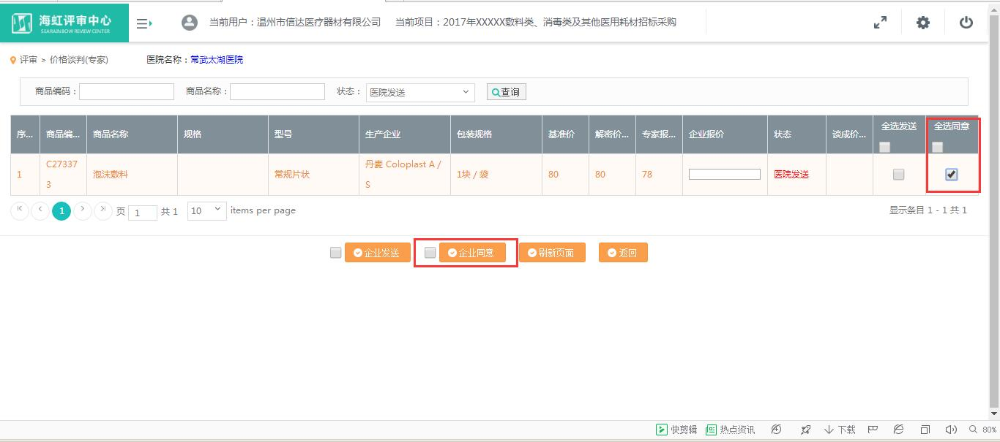 海虹评审中心
SEARAINBOW REVIEW CENTER
当前用户：温州市信达医疗器材有限公司 当前项目：2017年XXXXX敷料类、消毒类及其他医用耗材招标采购
评审 > 价格谈判(专家) 医院名称：常武太湖医院
商品编码： 商品名称： 状态： 医院发送 查询
序... 商品编... 商品名称 规格 型号 生产企业 包装规格 基准价 解密价... 专家报... 企业报价 状态 谈成价... 全选发送 全选同意
1 C273373 泡沫敷料 常规片状 丹麦 Coloplast A / S 1块 / 袋 80 80 78 医院发送
1 页 1 共 1 10 items per page 显示条目 1 - 1 共 1
企业发送 企业同意 刷新页面 返回
快剪辑 热点资讯 下载 80%